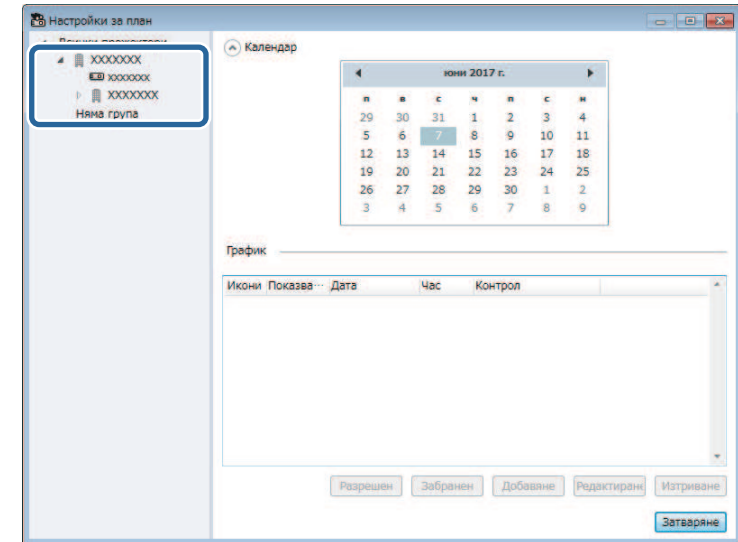 Настройки за план
Всички прожектори
XXXXXXX
XXXXXXX
XXXXXXX
Няма група
Календар
юни 2017 г.
п в с ч п с н
29 30 31 1 2 3 4
5 6 7 8 9 10 11
12 13 14 15 16 17 18
19 20 21 22 23 24 25
26 27 28 29 30 1 2
3 4 5 6 7 8 9
График
Икони Показва··· Дата Час Контрол
Разрешен Забранен Добавяне Редактиране Изтриване
Затваряне